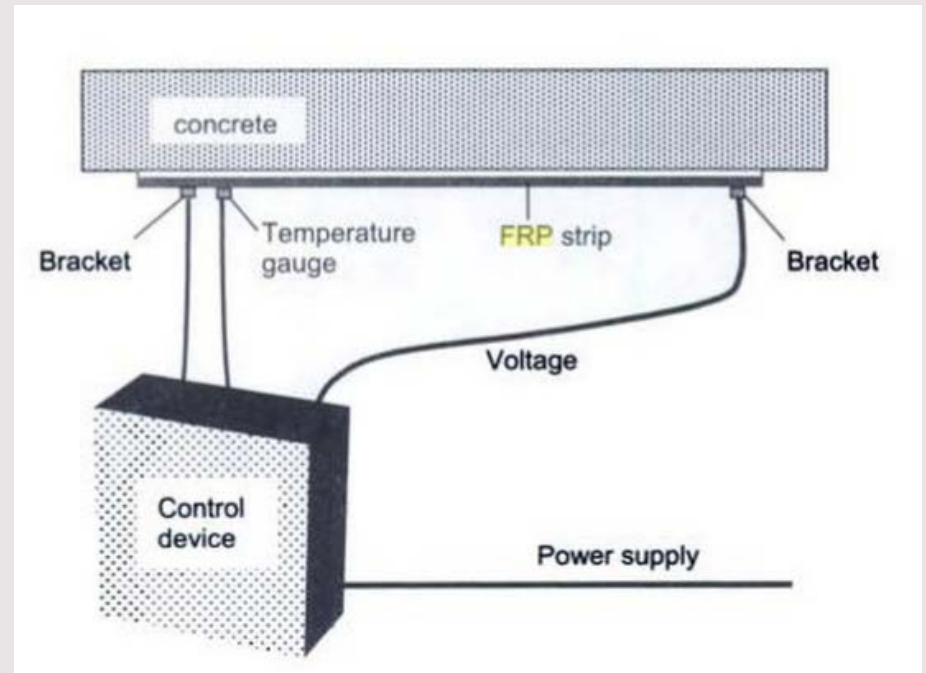 concrete
Bracket
Temperature
gauge
FRP strip
Bracket
Voltage
Control
device
Power supply